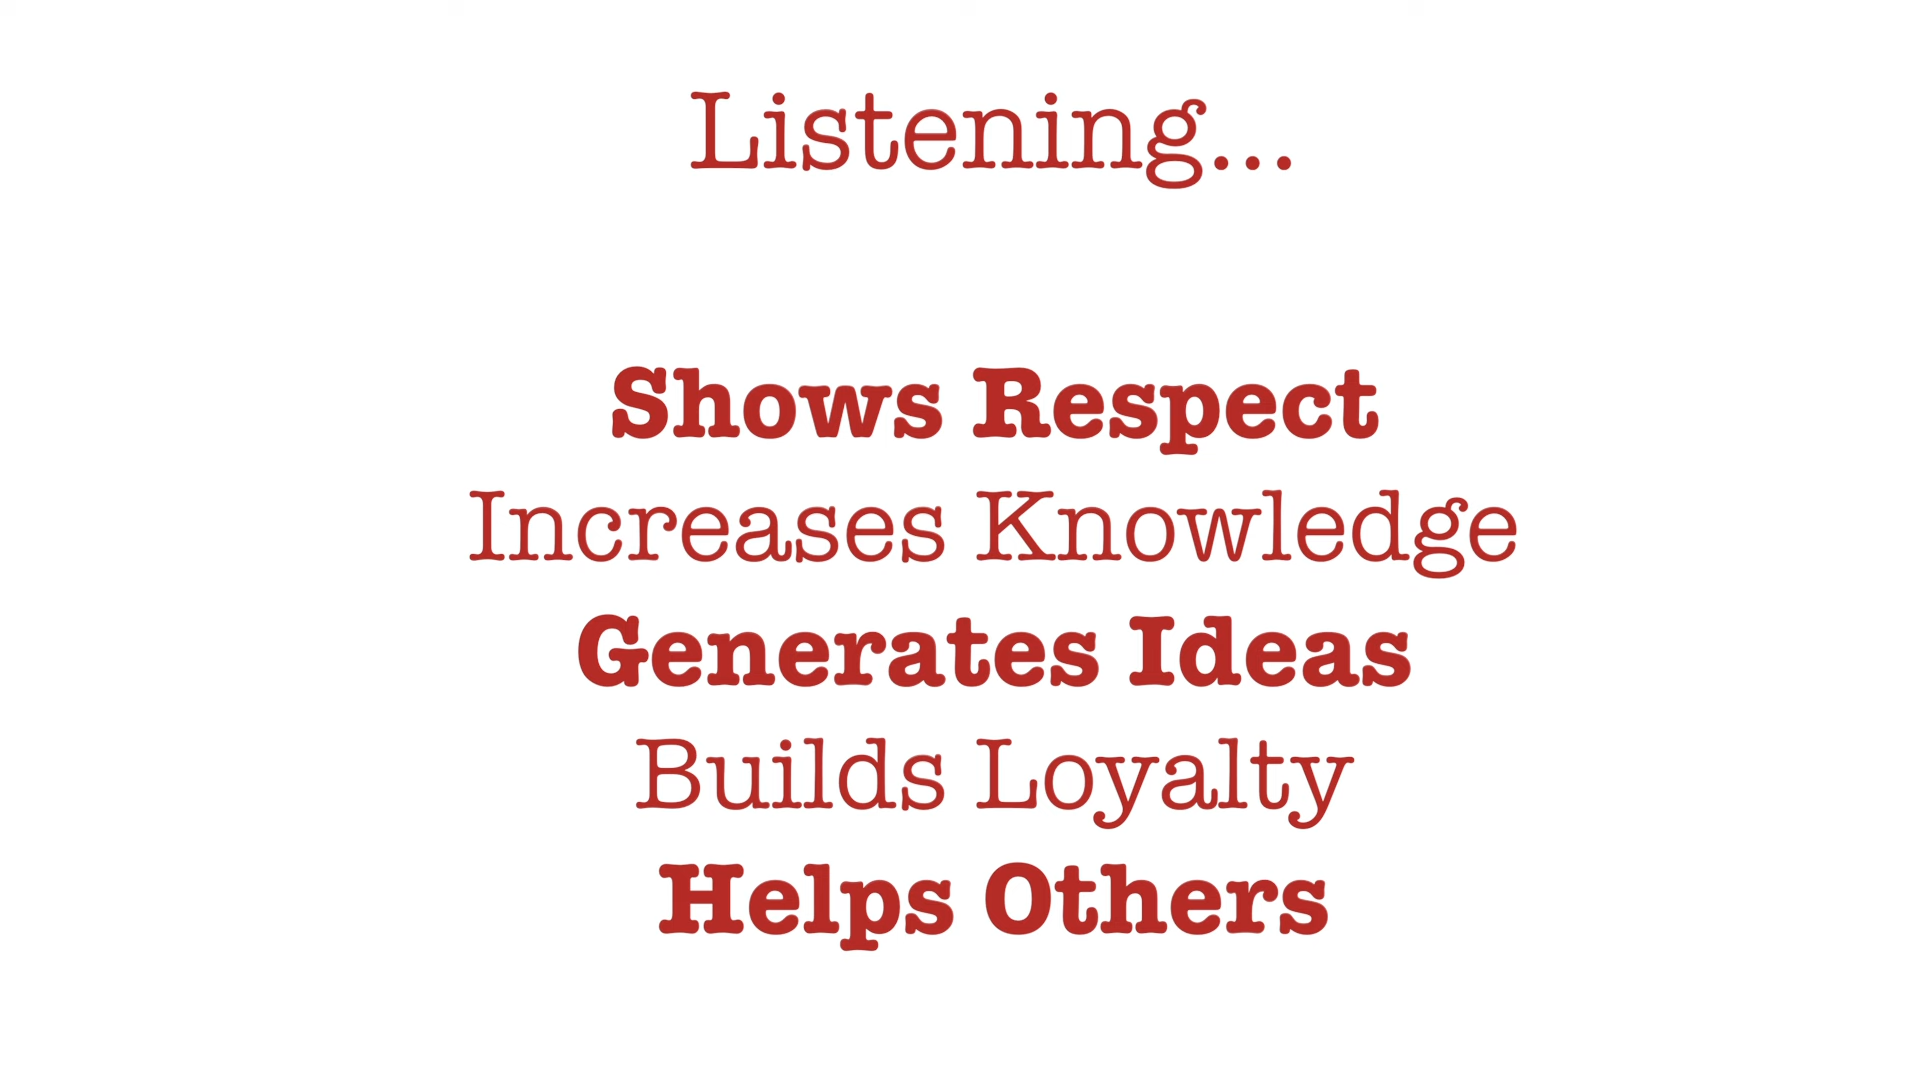 Listening...
Shows Respect
Increases Knowledge
Generates Ideas
Builds Loyalty
Helps Others